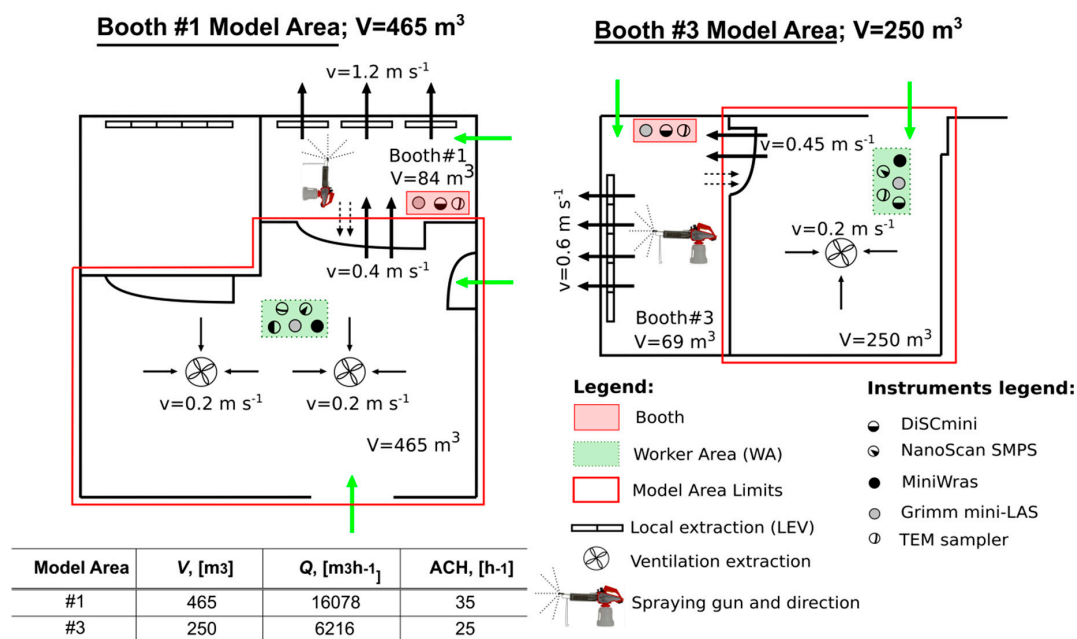 Booth #1 Model Area; V=465 m³
v=1.2 m s⁻¹
Booth#1
V=84 m³
v=0.4 m s⁻¹
v=0.2 m s⁻¹
v=0.2 m s⁻¹
V=465 m³
Booth #3 Model Area; V=250 m³
v=0.45 m s⁻¹
v=0.6 m s⁻¹
v=0.2 m s⁻¹
Booth#3
V=69 m³
V=250 m³
Legend:
Booth
Worker Area (WA)
Model Area Limits
Local extraction (LEV)
Ventilation extraction
Spraying gun and direction
Instruments legend:
DiSCmini
NanoScan SMPS
MiniWras
Grimm mini-LAS
TEM sampler
Model Area V, [m3] Q, [m3h-1] ACH, [h-1]
#1 465 16078 35
#3 250 6216 25